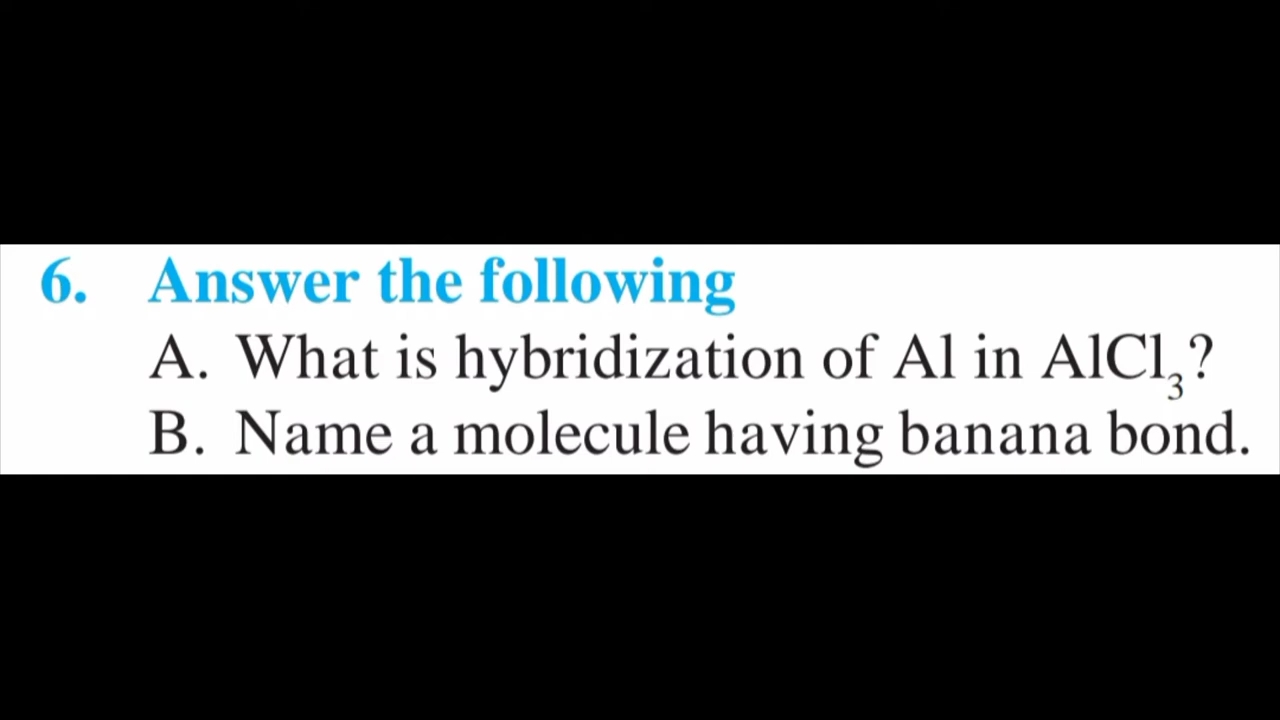 6. Answer the following
A. What is hybridization of Al in AlCl₃?
B. Name a molecule having banana bond.